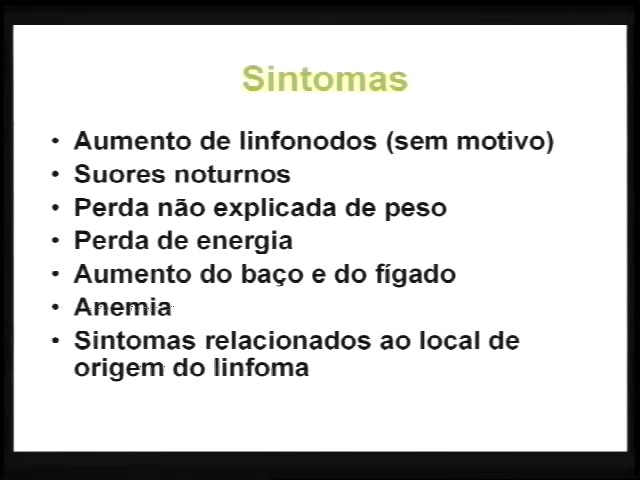 Sintomas
• Aumento de linfonodos (sem motivo)
• Suores noturnos
• Perda não explicada de peso
• Perda de energia
• Aumento do baço e do fígado
• Anemia
• Sintomas relacionados ao local de
origem do linfoma